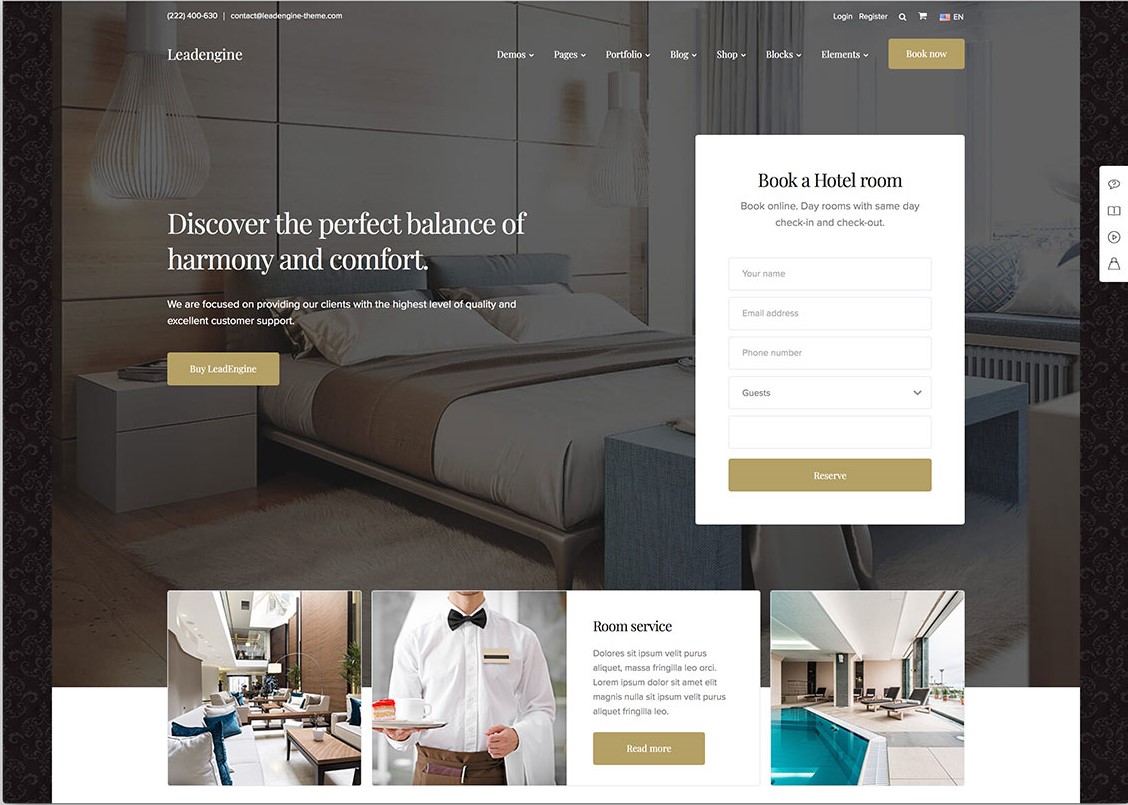 (222) 400-630 | contact@leadengine-theme.com
Login Register EN
Leadengine
Demos Pages Portfolio Blog Shop Blocks Elements Book now
Discover the perfect balance of
harmony and comfort.
We are focused on providing our clients with the highest level of quality and
excellent customer support.
Buy LeadEngine
Book a Hotel room
Book online. Day rooms with same day
check-in and check-out.
Your name
Email address
Phone number
Guests
Reserve
Room service
Dolores sit ipsum velit purus
aliquet, massa fringilla leo orci.
Lorem ipsum dolor sit amet elit
magnis nulla sit ipsum velit purus
aliquet fringilla leo.
Read more